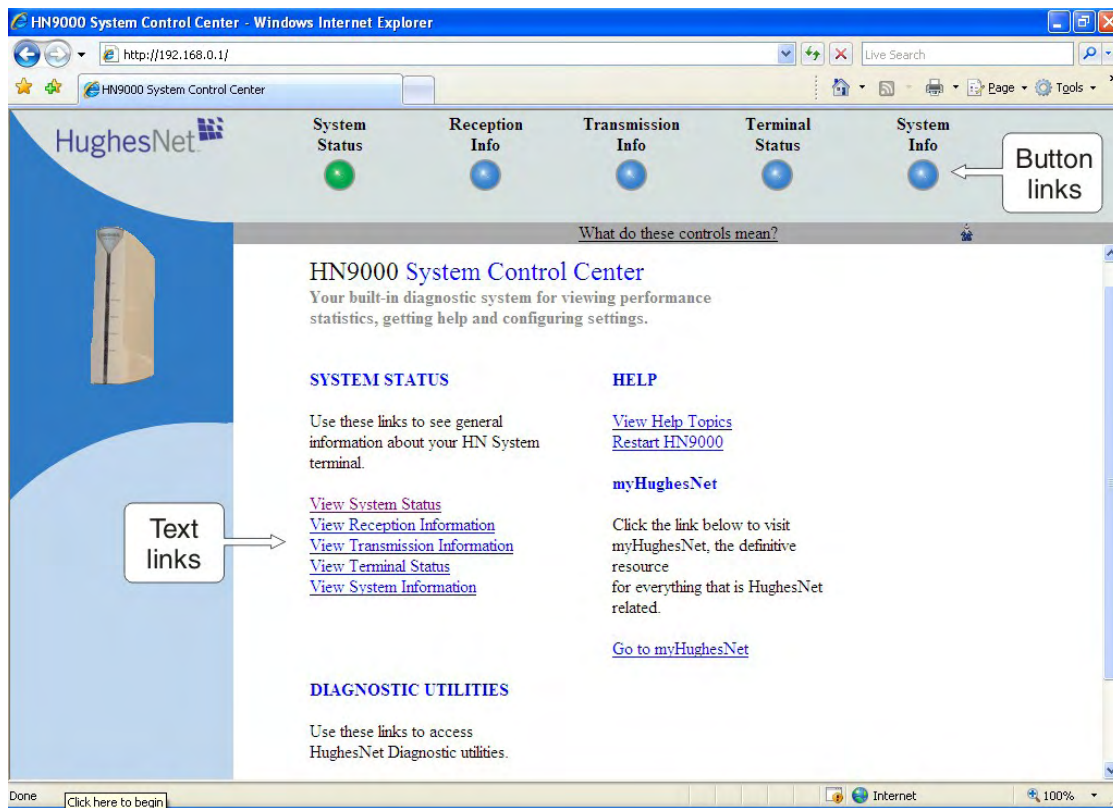 HN9000 System Control Center - Windows Internet Explorer
http://192.168.0.1/
Live Search
HN9000 System Control Center
Page
Tools
HughesNet
System Status
Reception Info
Transmission Info
Terminal Status
System Info
Button links
What do these controls mean?
HN9000 System Control Center
Your built-in diagnostic system for viewing performance
statistics, getting help and configuring settings.
SYSTEM STATUS
Use these links to see general
information about your HN System
terminal.
View System Status
View Reception Information
View Transmission Information
View Terminal Status
View System Information
Text links
HELP
View Help Topics
Restart HN9000
myHughesNet
Click the link below to visit
myHughesNet, the definitive
resource
for everything that is HughesNet
related.
Go to myHughesNet
DIAGNOSTIC UTILITIES
Use these links to access
HughesNet Diagnostic utilities.
Done
Click here to begin
Internet
100%